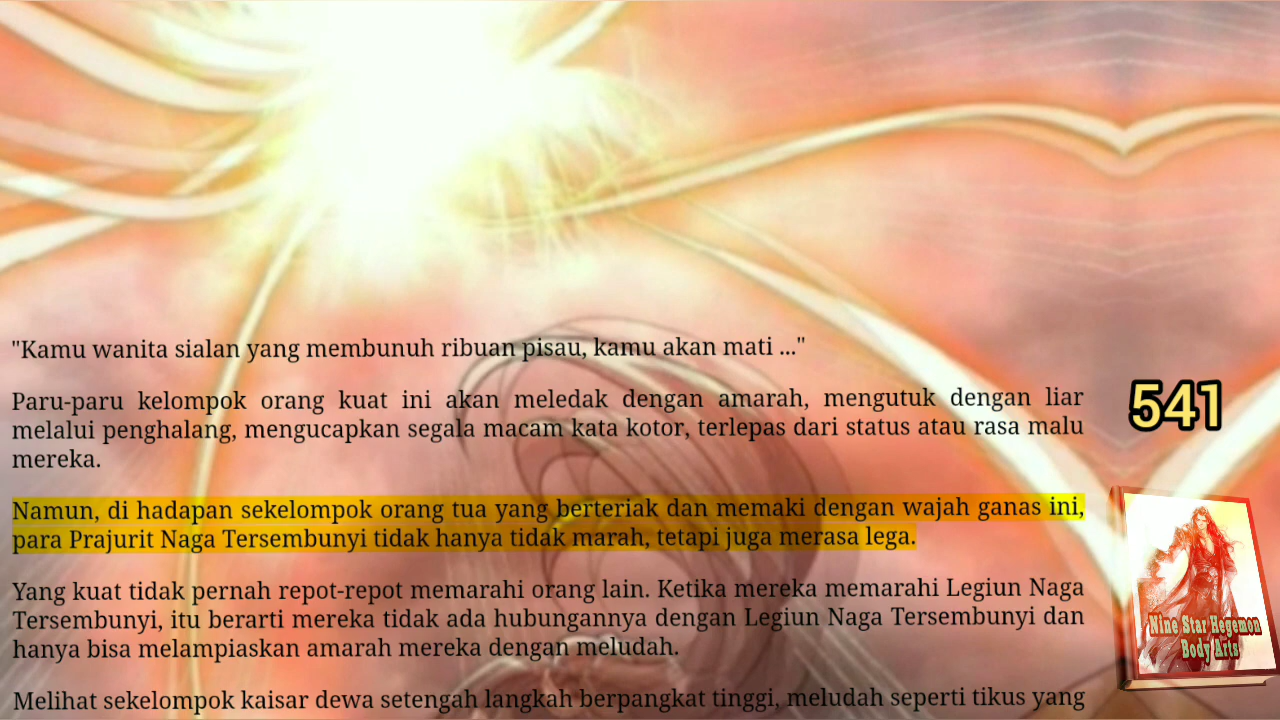 "Kamu wanita sialan yang membunuh ribuan pisau, kamu akan mati ..."
Paru-paru kelompok orang kuat ini akan meledak dengan amarah, mengutuk dengan liar
melalui penghalang, mengucapkan segala macam kata kotor, terlepas dari status atau rasa malu
mereka.
Namun, di hadapan sekelompok orang tua yang berteriak dan memaki dengan wajah ganas ini,
para Prajurit Naga Tersembunyi tidak hanya tidak marah, tetapi juga merasa lega.
Yang kuat tidak pernah repot-repot memarahi orang lain. Ketika mereka memarahi Legiun Naga
Tersembunyi, itu berarti mereka tidak ada hubungannya dengan Legiun Naga Tersembunyi dan
hanya bisa melampiaskan amarah mereka dengan meludah.
Melihat sekelompok kaisar dewa setengah langkah berpangkat tinggi, meludah seperti tikus yang
541
Nine Star Hegemon
Body Arts